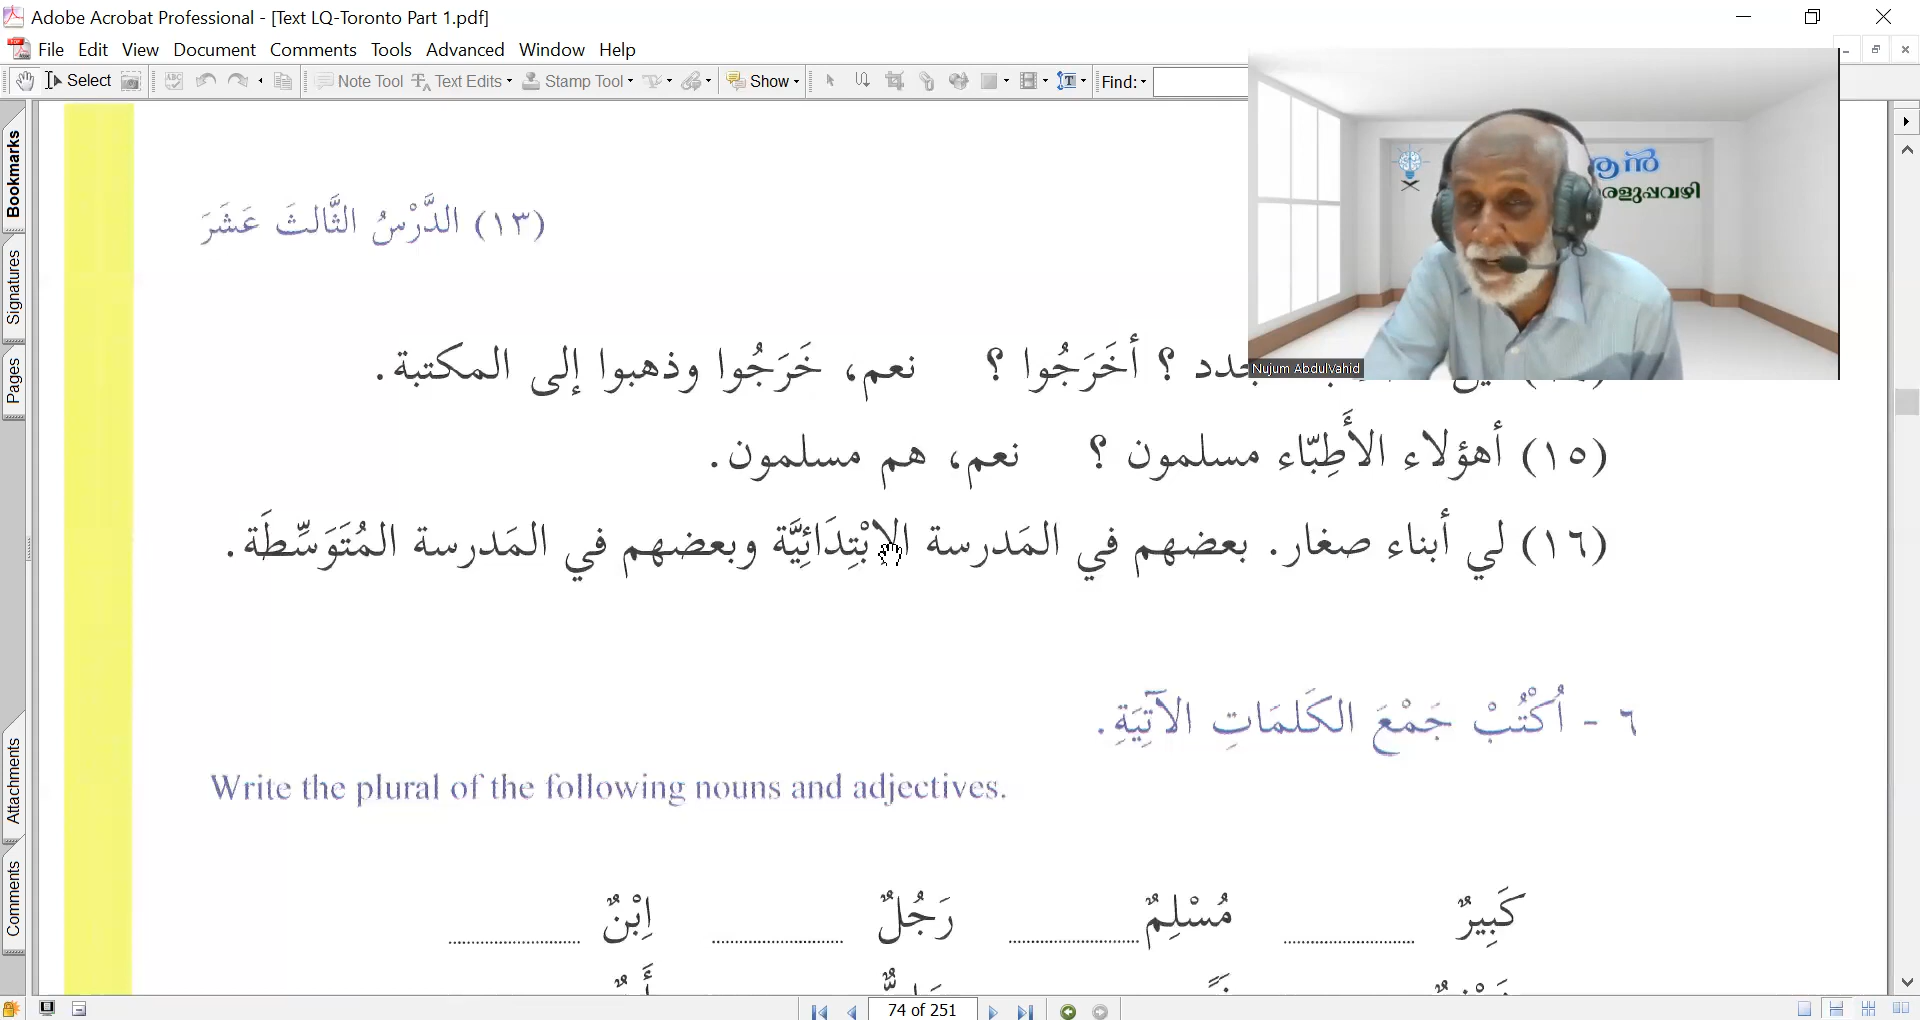 Adobe Acrobat Professional - [Text LQ-Toronto Part 1.pdf]
File Edit View Document Comments Tools Advanced Window Help
Select Note Tool Text Edits Stamp Tool Show Find:
Bookmarks
Signatures
Pages
Attachments
Comments
രളുപ്പവഴി
Nujum AbdulVahid
(١٣) الدَّرْسُ الثَّالِثَ عَشَرَ
؟ أَخَرَجُوا ؟ نعم، خَرَجُوا وذهبوا إلى المكتبة.
(١٥) أهؤلاء الأَطِبّاء مسلمون ؟ نعم، هم مسلمون.
(١٦) لي أبناء صغار. بعضهم في المَدرسة الاِبْتِدَائِيَّة وبعضهم في المَدرسة المُتَوَسِّطَة.
٦ - اُكْتُبْ جَمْعَ الكَلِمَاتِ الآتِيَةِ.
Write the plural of the following nouns and adjectives.
كَبِيرٌ ........................ مُسْلِمٌ ........................ رَجُلٌ ........................ اِبْنٌ ........................
74 of 251